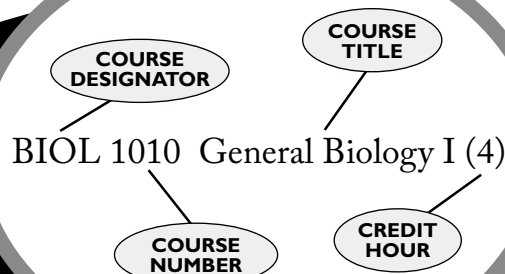 COURSE
TITLE
COURSE
DESIGNATOR
BIOL 1010 General Biology I (4)
COURSE
NUMBER
CREDIT
HOUR